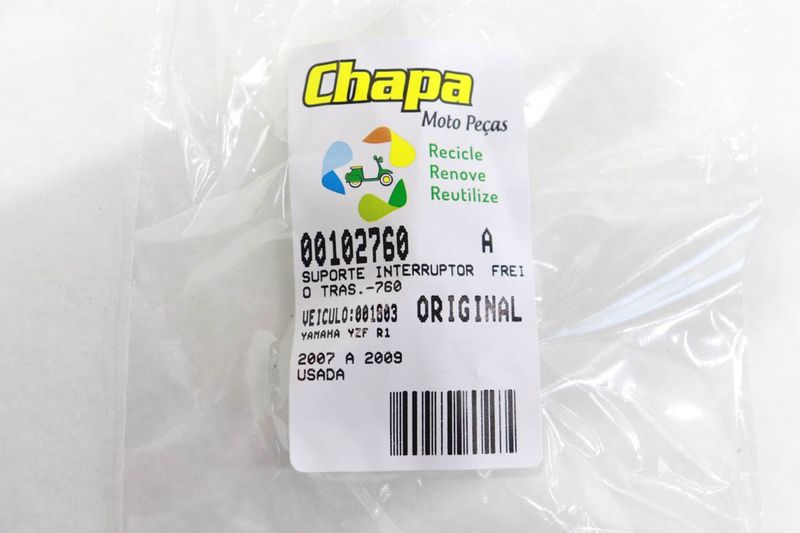 Chapa
Moto Peças
Recicle
Renove
Reutilize
00102760 A
SUPORTE INTERRUPTOR FREI
O TRAS.-760
VEICULO:001803 ORIGINAL
YAMAHA YZF R1
2007 A 2009
USADA